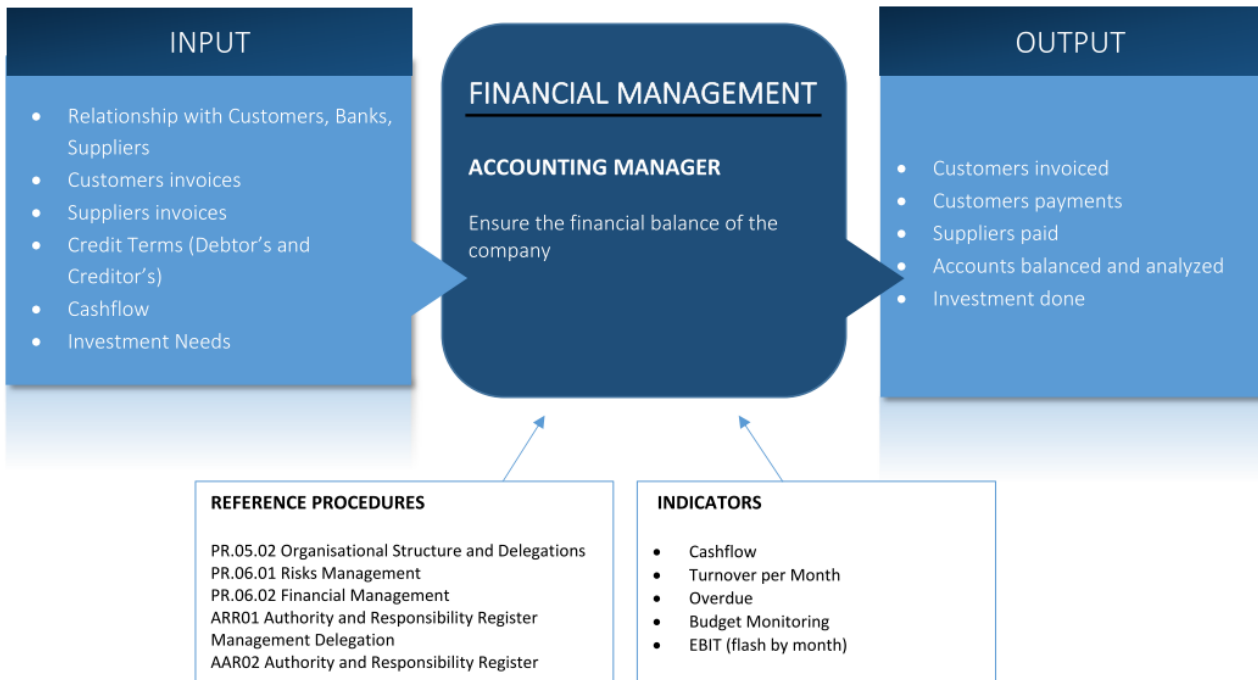 INPUT
• Relationship with Customers, Banks,
Suppliers
• Customers invoices
• Suppliers invoices
• Credit Terms (Debtor’s and
Creditor’s)
• Cashflow
• Investment Needs
FINANCIAL MANAGEMENT
ACCOUNTING MANAGER
Ensure the financial balance of the
company
OUTPUT
• Customers invoiced
• Customers payments
• Suppliers paid
• Accounts balanced and analyzed
• Investment done
REFERENCE PROCEDURES
PR.05.02 Organisational Structure and Delegations
PR.06.01 Risks Management
PR.06.02 Financial Management
ARR01 Authority and Responsibility Register
Management Delegation
AAR02 Authority and Responsibility Register
INDICATORS
• Cashflow
• Turnover per Month
• Overdue
• Budget Monitoring
• EBIT (flash by month)